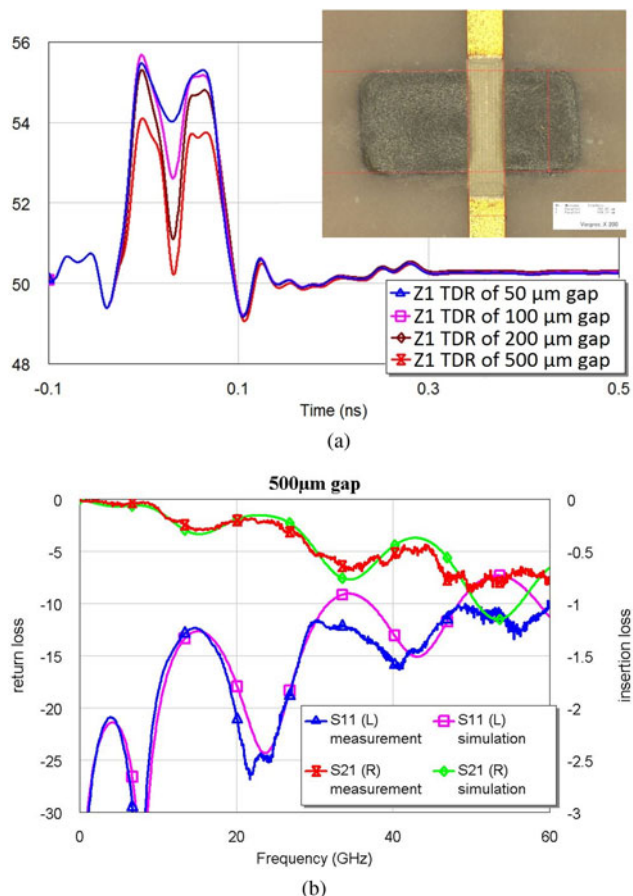 (a)
56
54
52
50
48
Z1 TDR of 50 μm gap
Z1 TDR of 100 μm gap
Z1 TDR of 200 μm gap
Z1 TDR of 500 μm gap
-0.1 0.1 0.3 0.5
Time (ns)
(a)
500μm gap
0 0
-5 -0.5
-10 -1
-15 -1.5
-20 -2
-25 -2.5
-30 -3
return loss
insertion loss
S11 (L) measurement
S11 (L) simulation
S21 (R) measurement
S21 (R) simulation
0 20 40 60
Frequency (GHz)
(b)